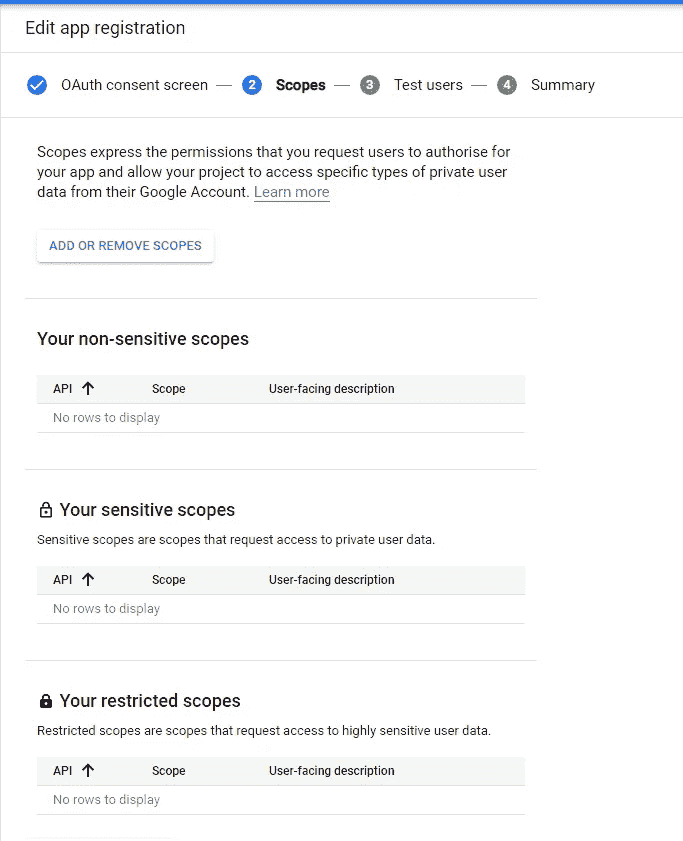 Edit app registration
OAuth consent screen — 2 Scopes — 3 Test users — 4 Summary
Scopes express the permissions that you request users to authorise for
your app and allow your project to access specific types of private user
data from their Google Account. Learn more
ADD OR REMOVE SCOPES
Your non-sensitive scopes
API Scope User-facing description
No rows to display
Your sensitive scopes
Sensitive scopes are scopes that request access to private user data.
API Scope User-facing description
No rows to display
Your restricted scopes
Restricted scopes are scopes that request access to highly sensitive user data.
API Scope User-facing description
No rows to display